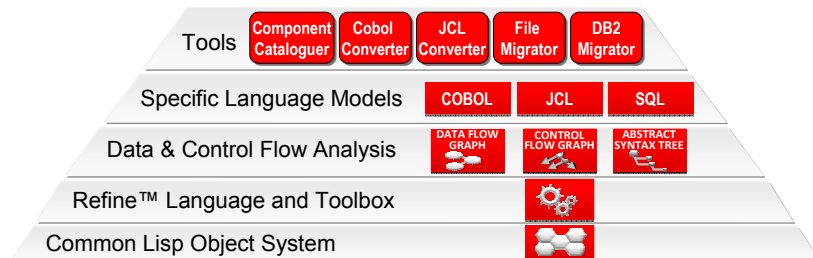 Tools
Component Cataloguer
Cobol Converter
JCL Converter
File Migrator
DB2 Migrator
Specific Language Models
COBOL
JCL
SQL
Data & Control Flow Analysis
DATA FLOW GRAPH
CONTROL FLOW GRAPH
ABSTRACT SYNTAX TREE
Refine™ Language and Toolbox
Common Lisp Object System